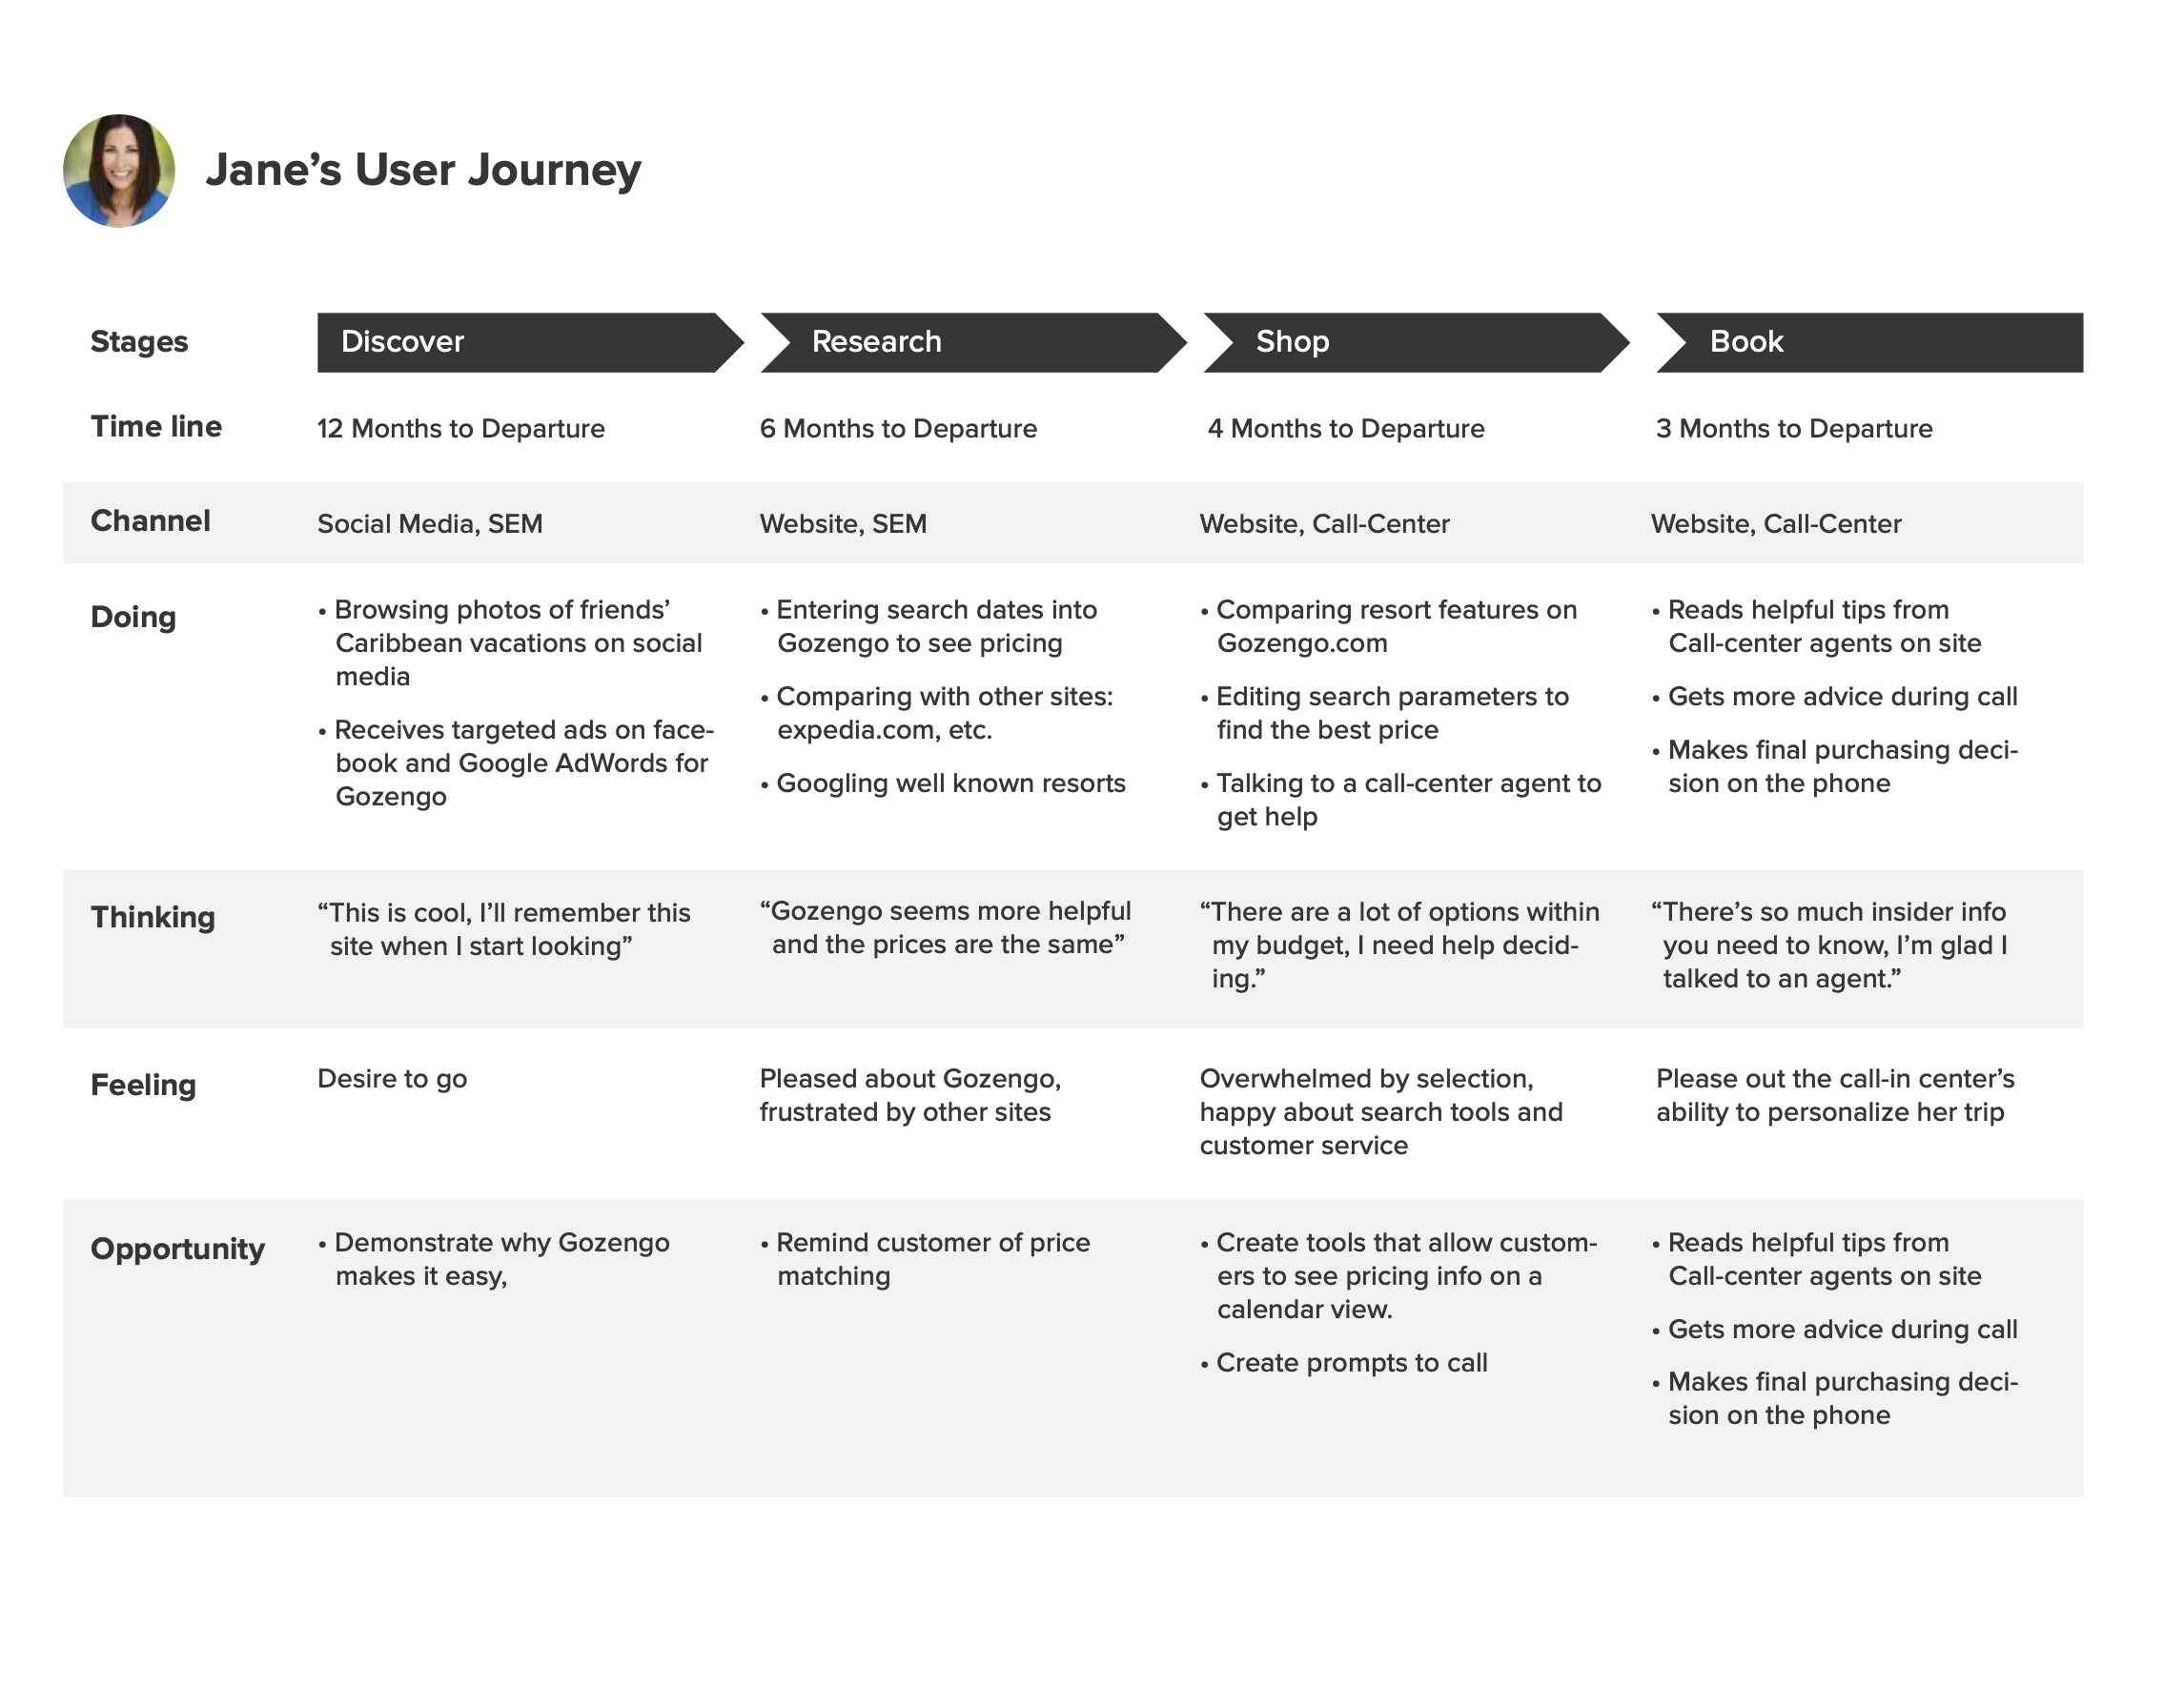 Jane’s User Journey
Stages
Discover
Research
Shop
Book
Time line
12 Months to Departure
6 Months to Departure
4 Months to Departure
3 Months to Departure
Channel
Social Media, SEM
Website, SEM
Website, Call-Center
Website, Call-Center
Doing
• Browsing photos of friends’
Caribbean vacations on social
media
• Receives targeted ads on face-
book and Google AdWords for
Gozengo
• Entering search dates into
Gozengo to see pricing
• Comparing with other sites:
expedia.com, etc.
• Googling well known resorts
• Comparing resort features on
Gozengo.com
• Editing search parameters to
find the best price
• Talking to a call-center agent to
get help
• Reads helpful tips from
Call-center agents on site
• Gets more advice during call
• Makes final purchasing deci-
sion on the phone
Thinking
“This is cool, I’ll remember this
site when I start looking”
“Gozengo seems more helpful
and the prices are the same”
“There are a lot of options within
my budget, I need help decid-
ing.”
“There’s so much insider info
you need to know, I’m glad I
talked to an agent.”
Feeling
Desire to go
Pleased about Gozengo,
frustrated by other sites
Overwhelmed by selection,
happy about search tools and
customer service
Please out the call-in center’s
ability to personalize her trip
Opportunity
• Demonstrate why Gozengo
makes it easy,
• Remind customer of price
matching
• Create tools that allow custom-
ers to see pricing info on a
calendar view.
• Create prompts to call
• Reads helpful tips from
Call-center agents on site
• Gets more advice during call
• Makes final purchasing deci-
sion on the phone